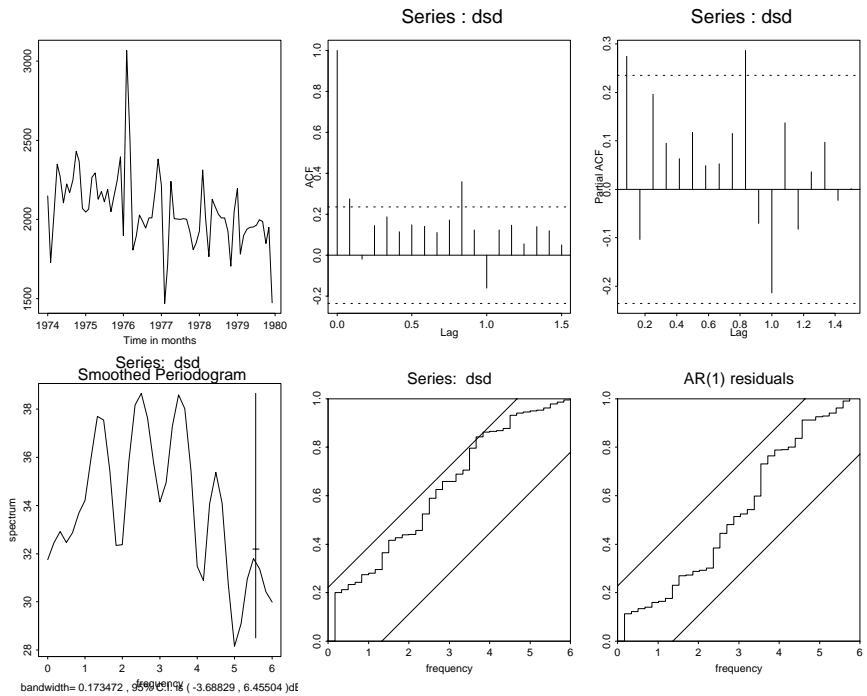 Series : dsd
Series : dsd
3000
2500
2000
1500
1974 1975 1976 1977 1978 1979 1980
Time in months
ACF
1.0
0.8
0.6
0.4
0.2
0.0
-0.2
0.0 0.5 1.0 1.5
Lag
Partial ACF
0.3
0.2
0.1
0.0
-0.1
-0.2
0.2 0.4 0.6 0.8 1.0 1.2 1.4
Lag
Series: dsd
Smoothed Periodogram
spectrum
38
36
34
32
30
28
0 1 2 3 4 5 6
frequency
bandwidth= 0.173472 , 95% C.I. is ( -3.68829 , 6.45504 )dB
Series: dsd
1.0
0.8
0.6
0.4
0.2
0.0
0 1 2 3 4 5 6
frequency
AR(1) residuals
1.0
0.8
0.6
0.4
0.2
0.0
0 1 2 3 4 5 6
frequency